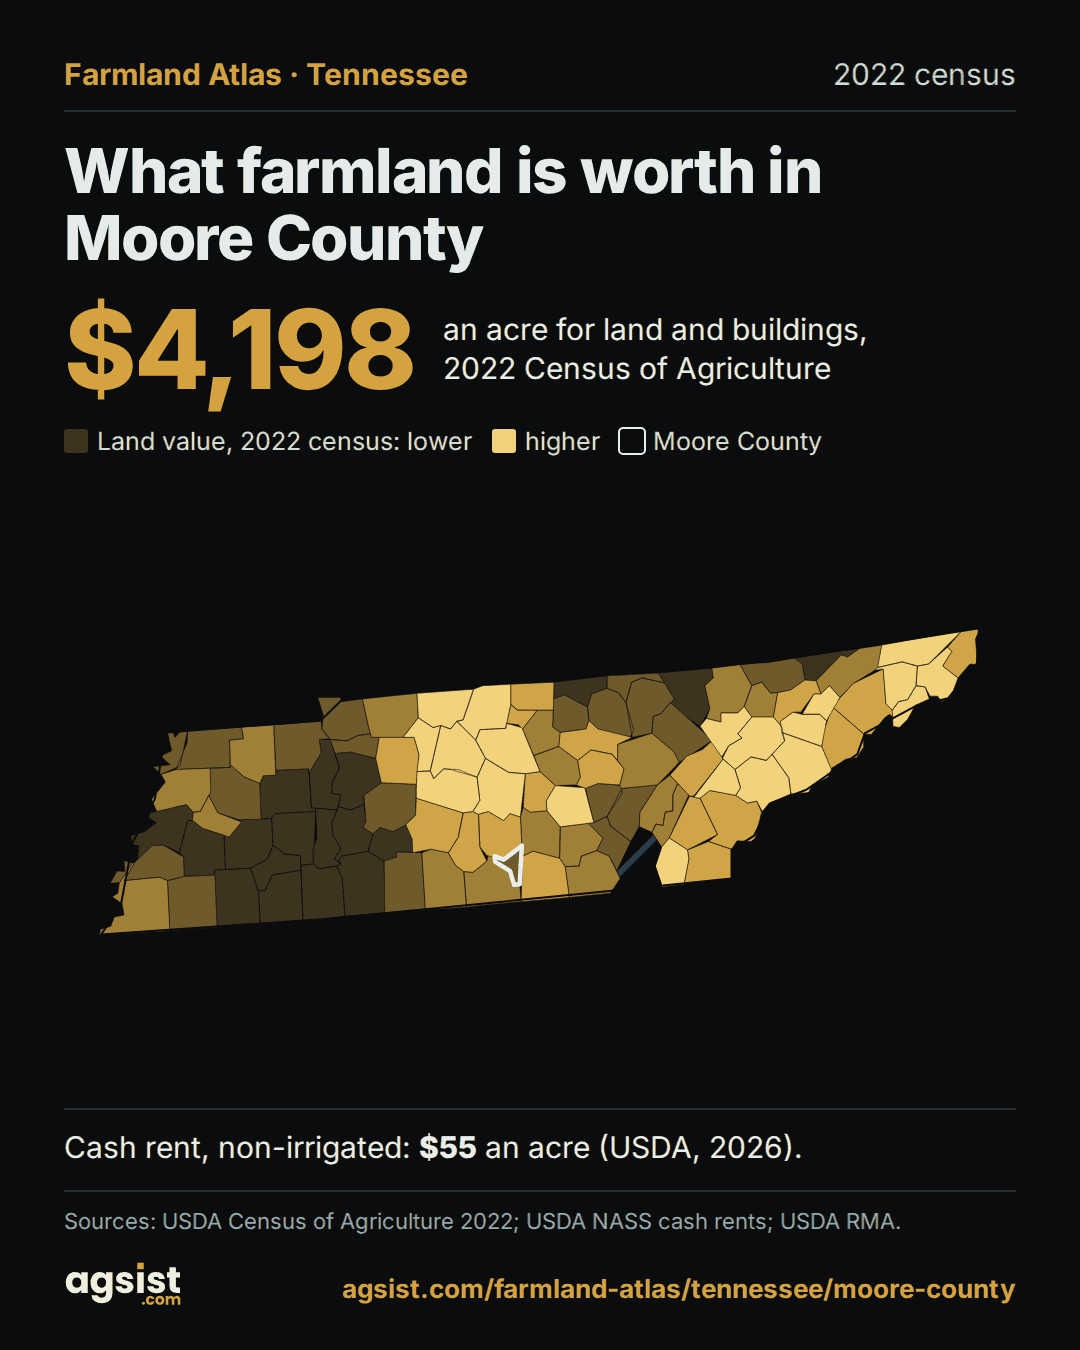 Farmland Atlas · Tennessee
2022 census
What farmland is worth in
Moore County
$4,198
an acre for land and buildings,
2022 Census of Agriculture
Land value, 2022 census: lower
higher
Moore County
Cash rent, non-irrigated: $55 an acre (USDA, 2026).
Sources: USDA Census of Agriculture 2022; USDA NASS cash rents; USDA RMA.
agsist
.com
agsist.com/farmland-atlas/tennessee/moore-county